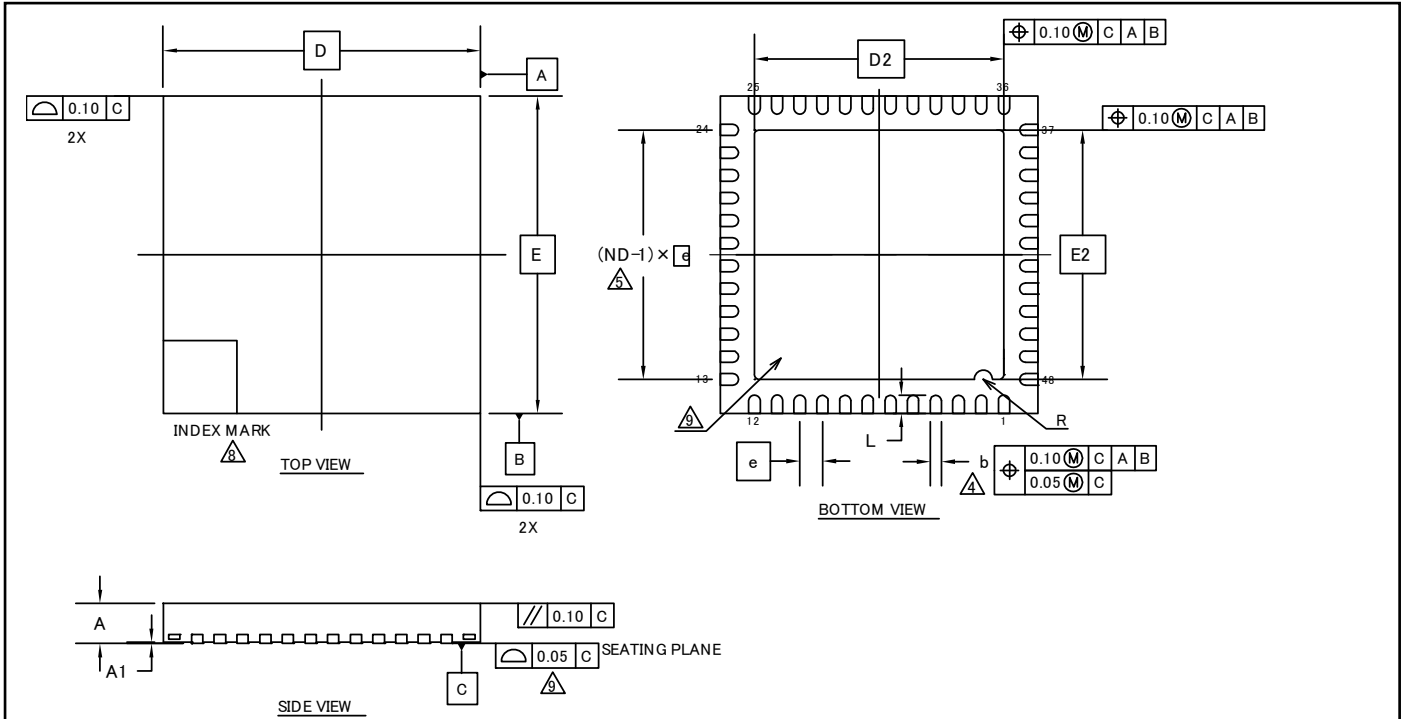 D
A
⌓ 0.10 C
2X
E
INDEX MARK
8
TOP VIEW
B
⌓ 0.10 C
2X
⌖ 0.10 Ⓜ C A B
D2
25
36
⌖ 0.10 Ⓜ C A B
24
37
(ND-1)× e
5
E2
13
48
9
12
1
L
R
e
b
4
⌖ 0.10 Ⓜ C A B
0.05 Ⓜ C
BOTTOM VIEW
A
// 0.10 C
A1
⌓ 0.05 C SEATING PLANE
9
C
SIDE VIEW